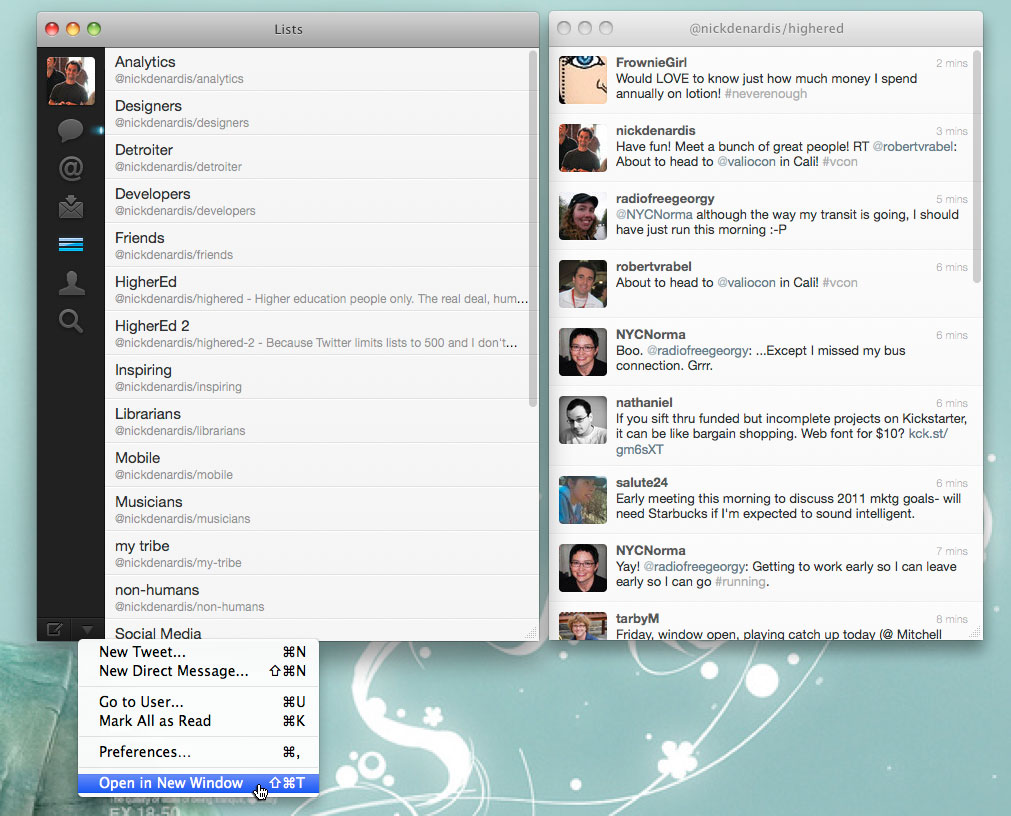 Lists
Analytics
@nickdenardis/analytics
Designers
@nickdenardis/designers
Detroiter
@nickdenardis/detroiter
Developers
@nickdenardis/developers
Friends
@nickdenardis/friends
HigherEd
@nickdenardis/highered - Higher education people only. The real deal, hum...
HigherEd 2
@nickdenardis/highered-2 - Because Twitter limits lists to 500 and I don't...
Inspiring
@nickdenardis/inspiring
Librarians
@nickdenardis/librarians
Mobile
@nickdenardis/mobile
Musicians
@nickdenardis/musicians
my tribe
@nickdenardis/my-tribe
non-humans
@nickdenardis/non-humans
Social Media
New Tweet... ⌘N
New Direct Message... ⇧⌘N
Go to User... ⌘U
Mark All as Read ⌘K
Preferences... ⌘,
Open in New Window ⇧⌘T
@nickdenardis/highered
FrownieGirl 2 mins
Would LOVE to know just how much money I spend
annually on lotion! #neverenough
nickdenardis 3 mins
Have fun! Meet a bunch of great people! RT @robertvrabel:
About to head to @valiocon in Cali! #vcon
radiofreegeorgy 5 mins
@NYCNorma although the way my transit is going, I should
have just run this morning :-P
robertvrabel 6 mins
About to head to @valiocon in Cali! #vcon
NYCNorma 6 mins
Boo. @radiofreegeorgy: ...Except I missed my bus
connection. Grrr.
nathaniel 6 mins
If you sift thru funded but incomplete projects on Kickstarter,
it can be like bargain shopping. Web font for $10? kck.st/
gm6sXT
salute24 6 mins
Early meeting this morning to discuss 2011 mktg goals- will
need Starbucks if I'm expected to sound intelligent.
NYCNorma 7 mins
Yay! @radiofreegeorgy: Getting to work early so I can leave
early so I can go #running.
tarbyM 8 mins
Friday, window open, playing catch up today (@ Mitchell